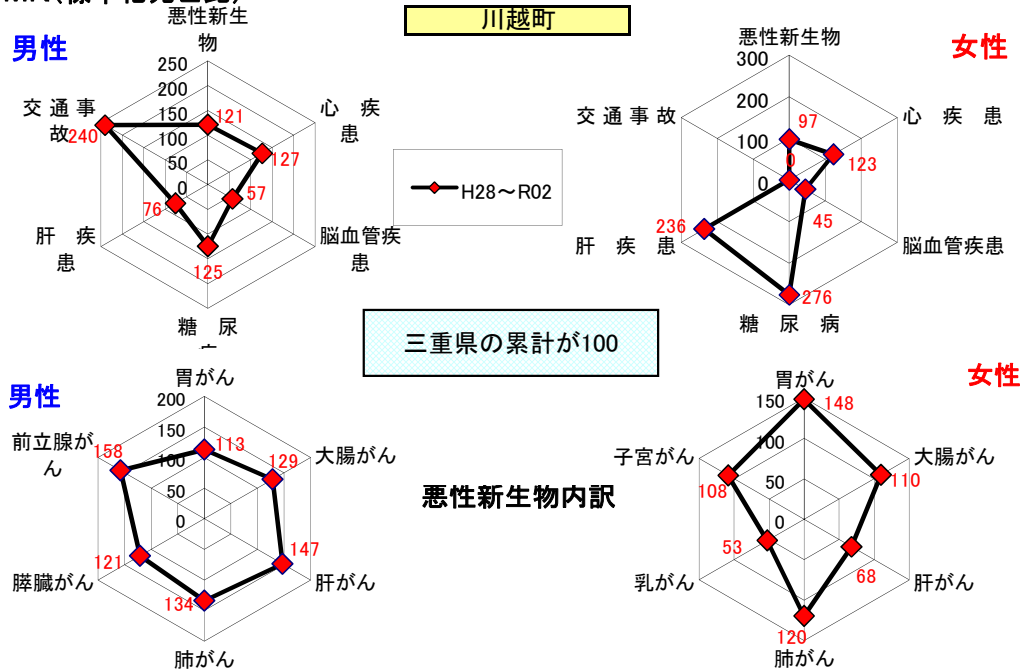 川越町
男性
悪性新生
物
250
200
150
100
50
0
心 疾
患
脳血管疾
患
糖 尿
肝 疾
患
交 通 事
故
121
127
57
125
76
240
H28～R02
女性
悪性新生物
300
200
100
0
心 疾 患
脳血管疾患
糖 尿 病
肝 疾 患
交 通 事 故
97
123
45
276
236
0
三重県の累計が100
男性
胃がん
200
150
100
50
0
大腸がん
肝がん
肺がん
膵臓がん
前立腺が
ん
113
129
147
134
121
158
悪性新生物内訳
女性
胃がん
150
100
50
0
大腸がん
肝がん
肺がん
乳がん
子宮がん
148
110
68
120
53
108